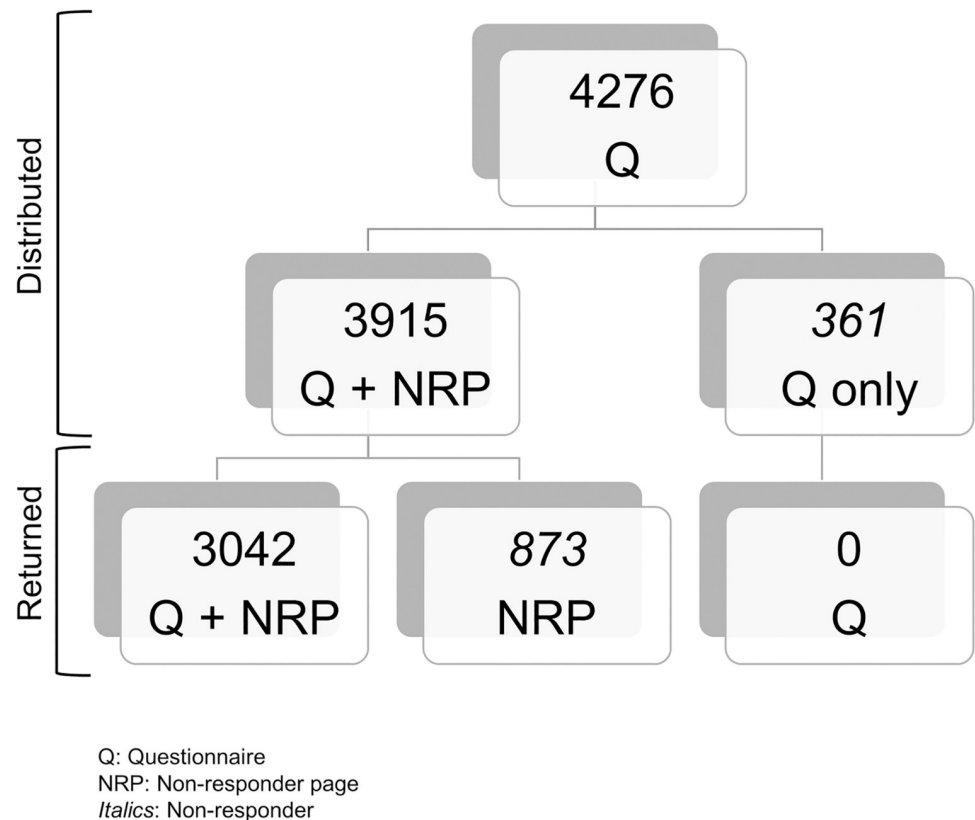 Distributed
4276
Q
3915
Q + NRP
361
Q only
Returned
3042
Q + NRP
873
NRP
0
Q
Q: Questionnaire
NRP: Non-responder page
Italics: Non-responder